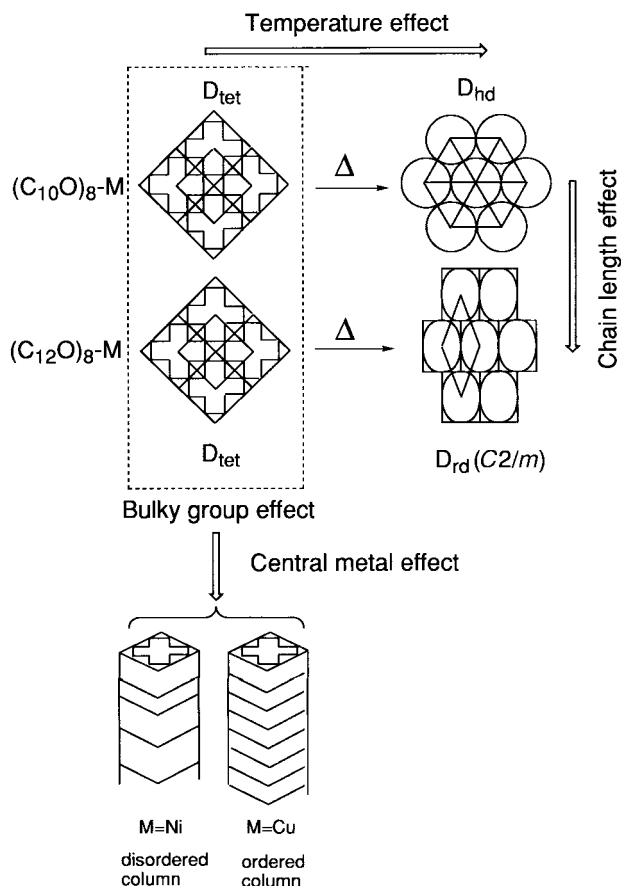 Temperature effect
D_tet
D_hd
(C₁₀O)₈-M
Δ
Chain length effect
(C₁₂O)₈-M
Δ
D_tet
D_rd (C2/m)
Bulky group effect
Central metal effect
M=Ni
M=Cu
disordered
column
ordered
column